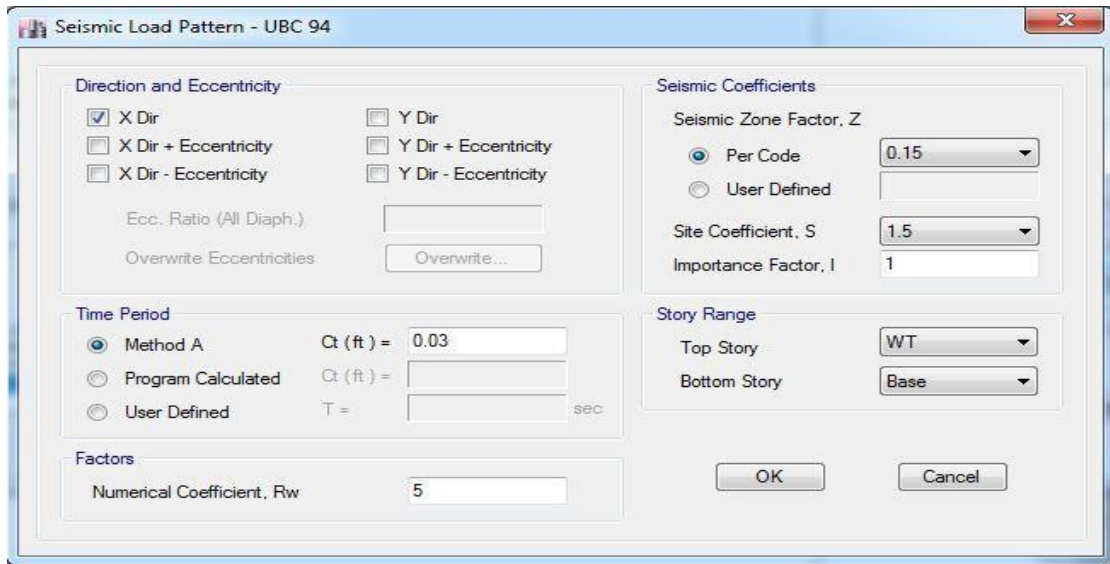 Seismic Load Pattern - UBC 94
Direction and Eccentricity
X Dir
Y Dir
X Dir + Eccentricity
Y Dir + Eccentricity
X Dir - Eccentricity
Y Dir - Eccentricity
Ecc. Ratio (All Diaph.)
Overwrite Eccentricities
Overwrite...
Seismic Coefficients
Seismic Zone Factor, Z
Per Code
0.15
User Defined
Site Coefficient, S
1.5
Importance Factor, I
1
Time Period
Method A
Ct (ft) =
0.03
Program Calculated
Ct (ft) =
User Defined
T =
sec
Story Range
Top Story
WT
Bottom Story
Base
Factors
Numerical Coefficient, Rw
5
OK
Cancel